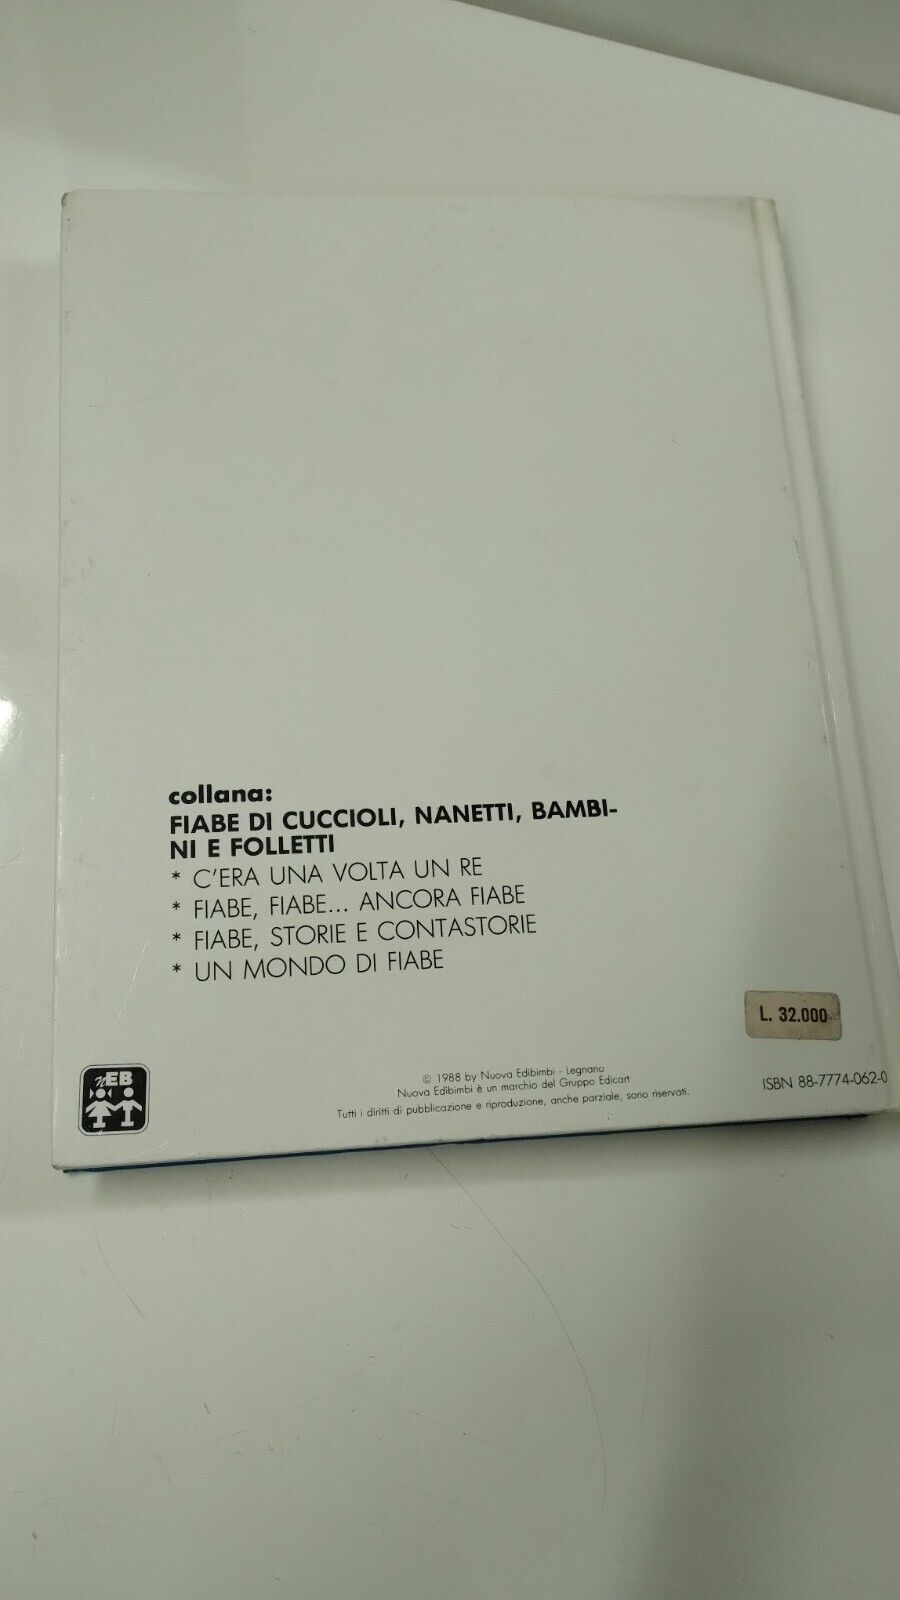 collana:
FIABE DI CUCCIOLI, NANETTI, BAMBI-
NI E FOLLETTI
* C'ERA UNA VOLTA UN RE
* FIABE, FIABE... ANCORA FIABE
* FIABE, STORIE E CONTASTORIE
* UN MONDO DI FIABE
L. 32.000
nEB
© 1988 by Nuova Edibimbi - Legnano
Nuova Edibimbi è un marchio del Gruppo Edicart
Tutti i diritti di pubblicazione e riproduzione, anche parziale, sono riservati.
ISBN 88-7774-062-0